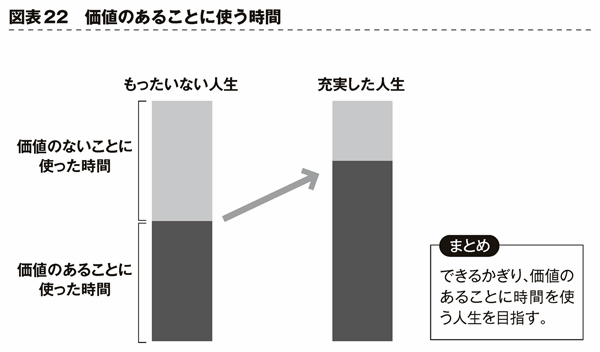 図表22 価値のあることに使う時間
もったいない人生
充実した人生
価値のないことに
使った時間
価値のあることに
使った時間
まとめ
できるかぎり、価値の
あることに時間を使
う人生を目指す。